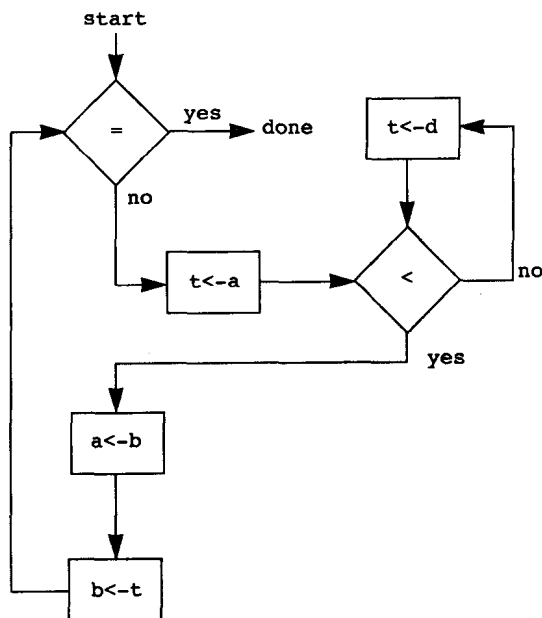 start
=
yes
done
no
t<-d
t<-a
<
no
yes
a<-b
b<-t